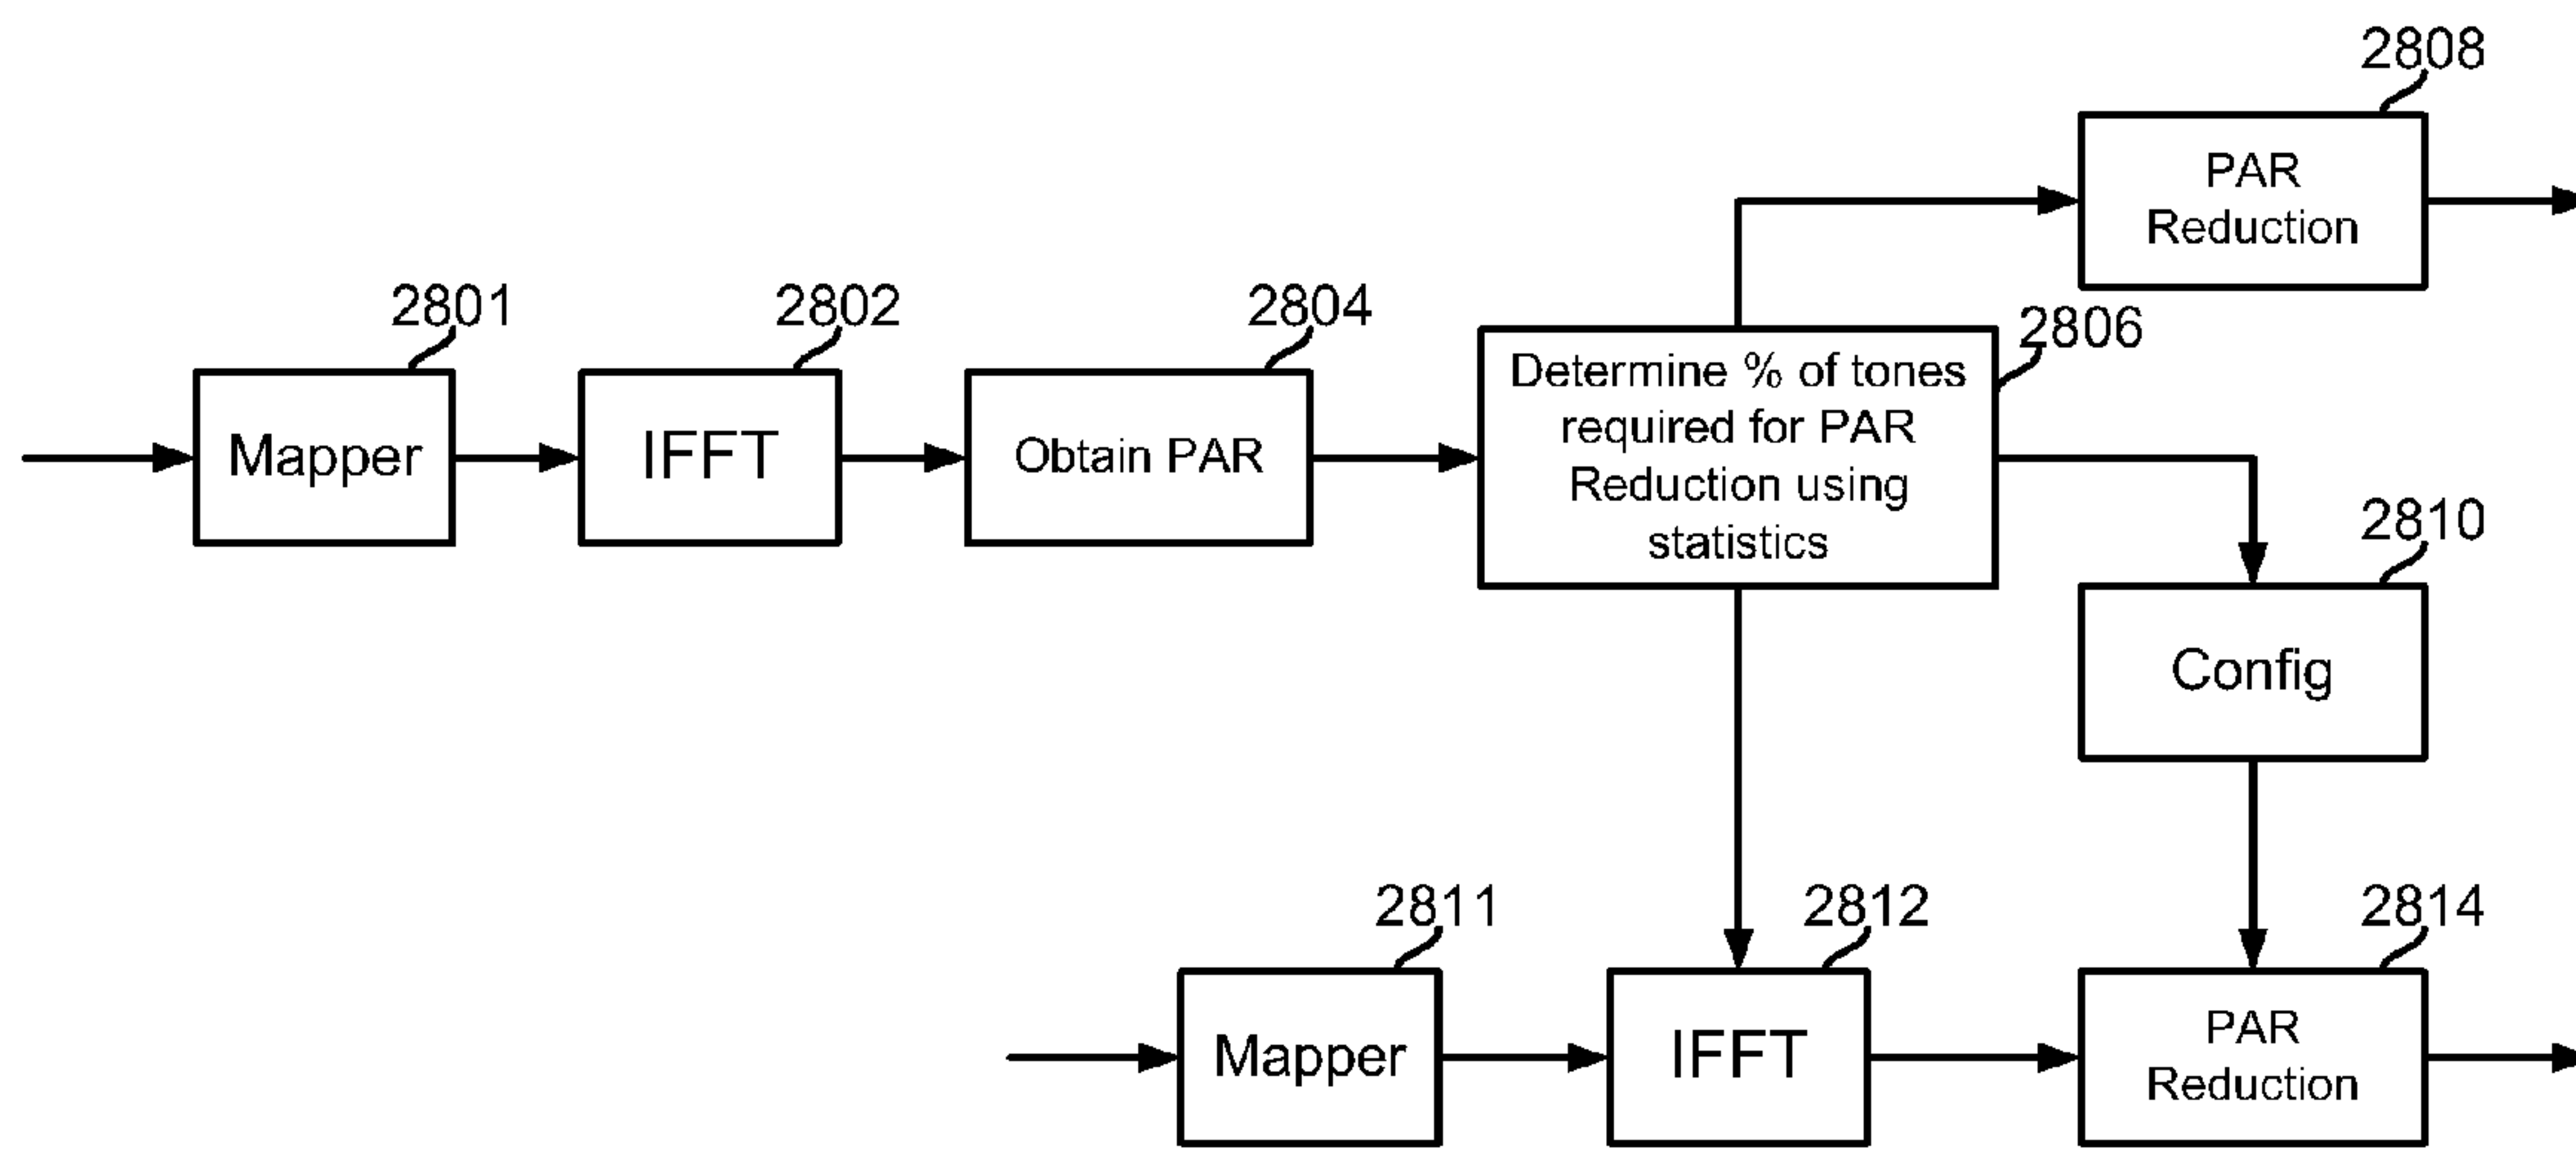 2808
PAR
Reduction
2801
2802
2804
2806
Mapper
IFFT
Obtain PAR
Determine % of tones
required for PAR
Reduction using
statistics
2810
Config
2811
2812
2814
Mapper
IFFT
PAR
Reduction